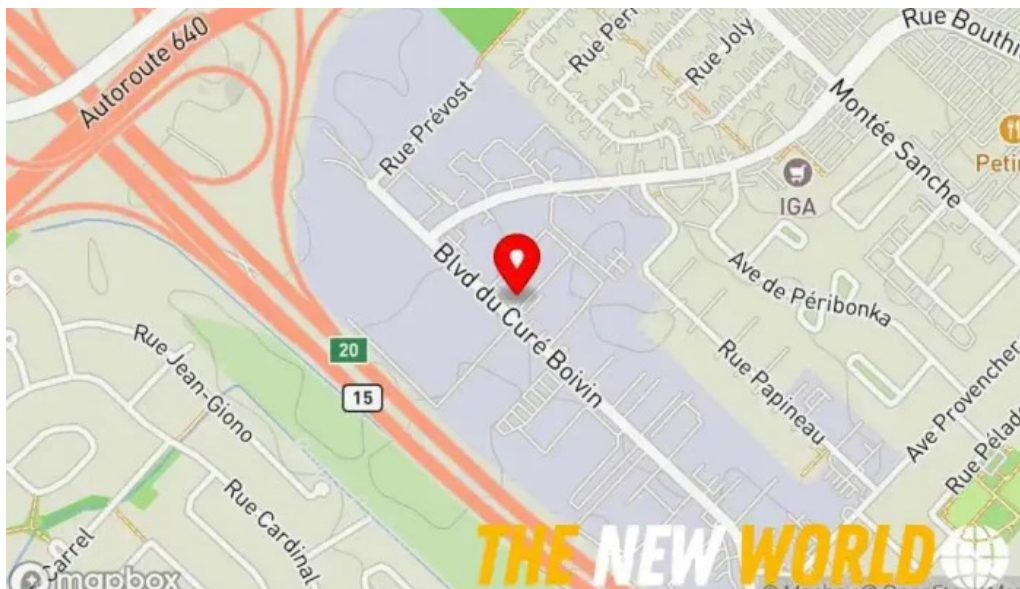 Autoroute 640
Rue Prévost
Rue Joly
Rue Bouthi
Montée Sanche
IGA
Blvd du Curé Boivin
Ave de Péribonka
20
15
Rue Jean-Giono
Rue Papineau
Ave Provencher
Rue Cardinal
Carrel
THE NEW WORLD
mapbox